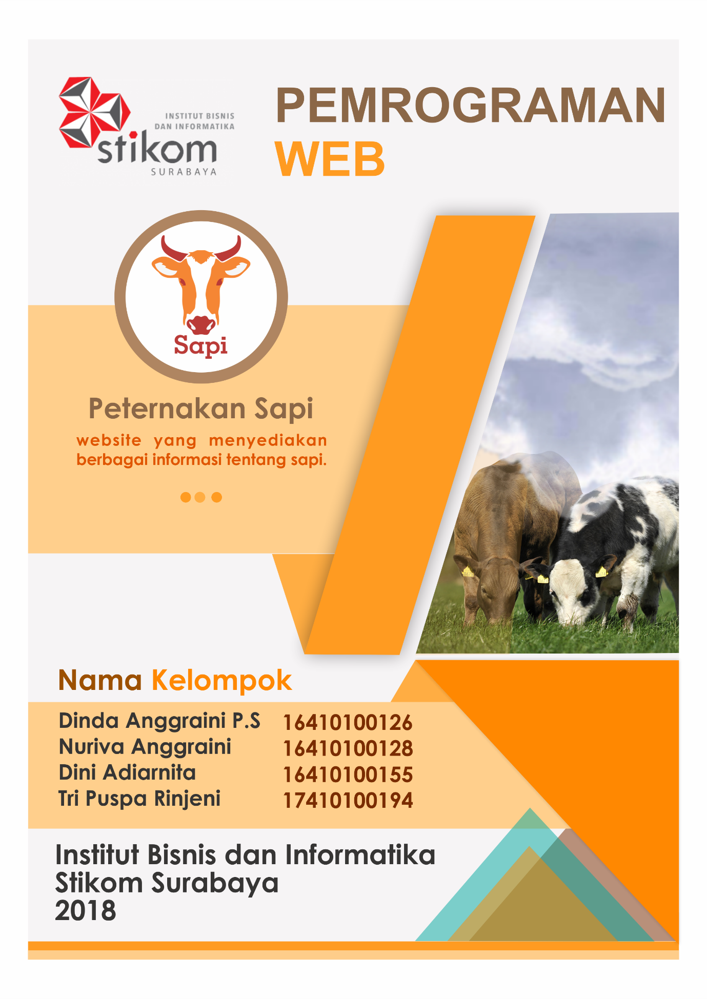 INSTITUT BISNIS
DAN INFORMATIKA
stikom
SURABAYA
PEMROGRAMAN
WEB
Sapi
Peternakan Sapi
website yang menyediakan
berbagai informasi tentang sapi.
Nama Kelompok
Dinda Anggraini P.S 16410100126
Nuriva Anggraini 16410100128
Dini Adiarnita 16410100155
Tri Puspa Rinjeni 17410100194
Institut Bisnis dan Informatika
Stikom Surabaya
2018